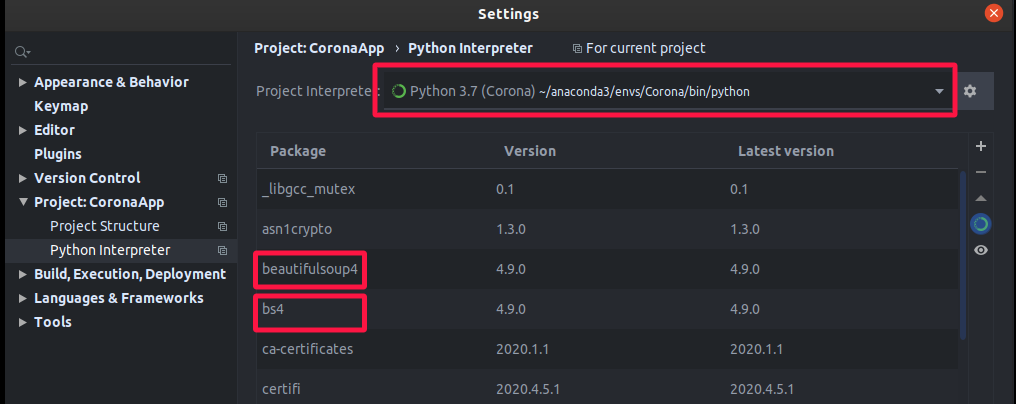 Settings
Project: CoronaApp › Python Interpreter For current project
Appearance & Behavior
Keymap
Editor
Plugins
Version Control
Project: CoronaApp
Project Structure
Python Interpreter
Build, Execution, Deployment
Languages & Frameworks
Tools
Project Interpreter: Python 3.7 (Corona) ~/anaconda3/envs/Corona/bin/python
Package Version Latest version
_libgcc_mutex 0.1 0.1
asn1crypto 1.3.0 1.3.0
beautifulsoup4 4.9.0 4.9.0
bs4 4.9.0 4.9.0
ca-certificates 2020.1.1 2020.1.1
certifi 2020.4.5.1 2020.4.5.1